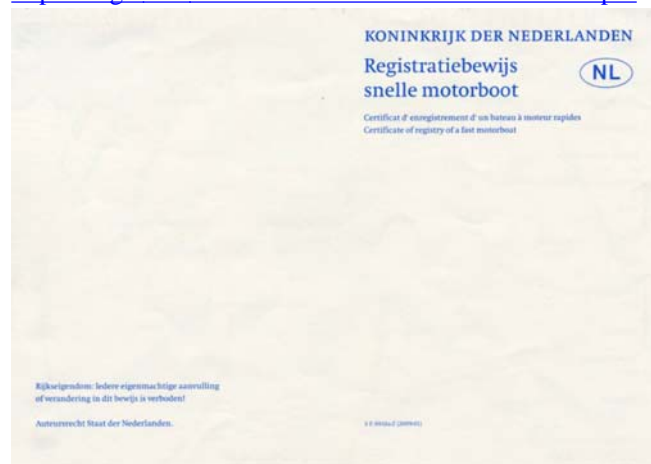 KONINKRIJK DER NEDERLANDEN
Registratiebewijs
snelle motorboot
NL
Certificat d' enregistrement d' un bateau à moteur rapides
Certificate of registry of a fast motorboat
Rijkseigendom: Iedere eigenmachtige aanvulling
of verandering in dit bewijs is verboden!
Auteursrecht Staat der Nederlanden.